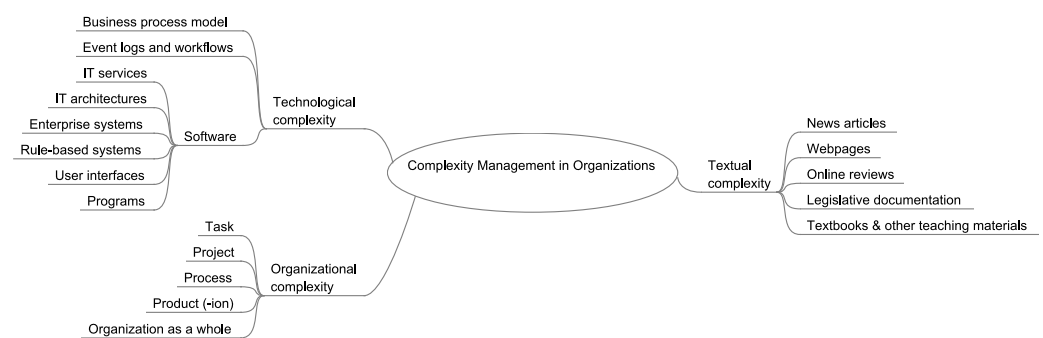 Business process model
Event logs and workflows
IT services
IT architectures
Enterprise systems
Rule-based systems
User interfaces
Programs
Software
Technological
complexity
Task
Project
Process
Product (-ion)
Organization as a whole
Organizational
complexity
Complexity Management in Organizations
Textual
complexity
News articles
Webpages
Online reviews
Legislative documentation
Textbooks & other teaching materials